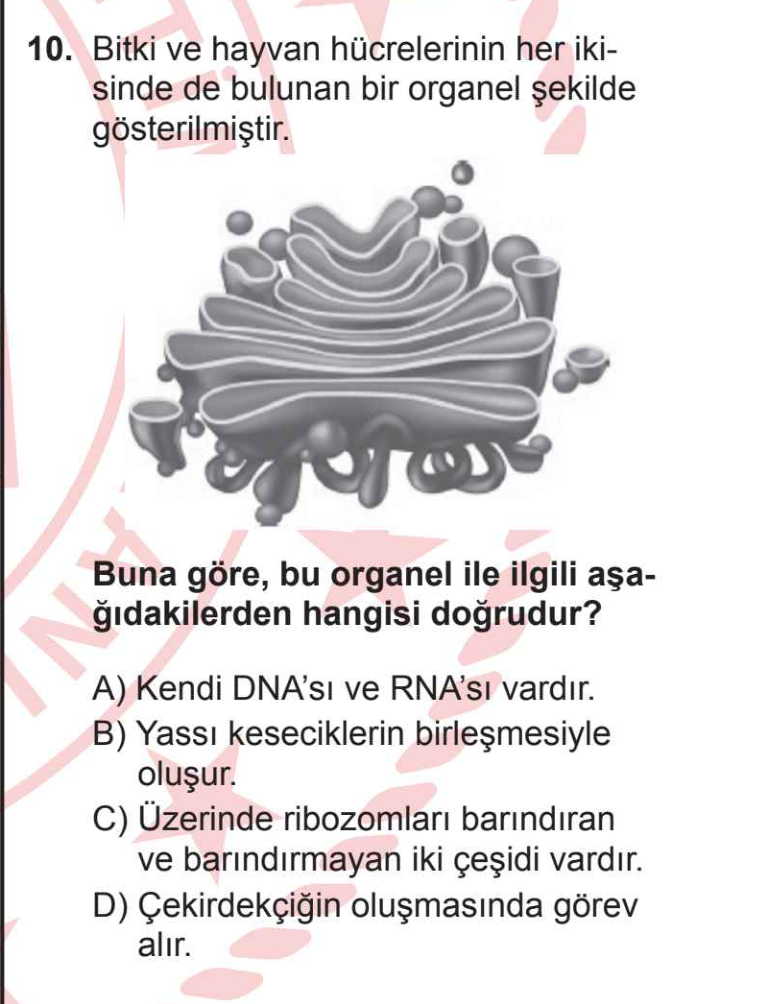 10. Bitki ve hayvan hücrelerinin her iki-
sinde de bulunan bir organel şekilde
gösterilmiştir.
Buna göre, bu organel ile ilgili aşa-
ğıdakilerden hangisi doğrudur?
A) Kendi DNA’sı ve RNA’sı vardır.
B) Yassı keseciklerin birleşmesiyle
oluşur.
C) Üzerinde ribozomları barındıran
ve barındırmayan iki çeşidi vardır.
D) Çekirdekçiğin oluşmasında görev
alır.